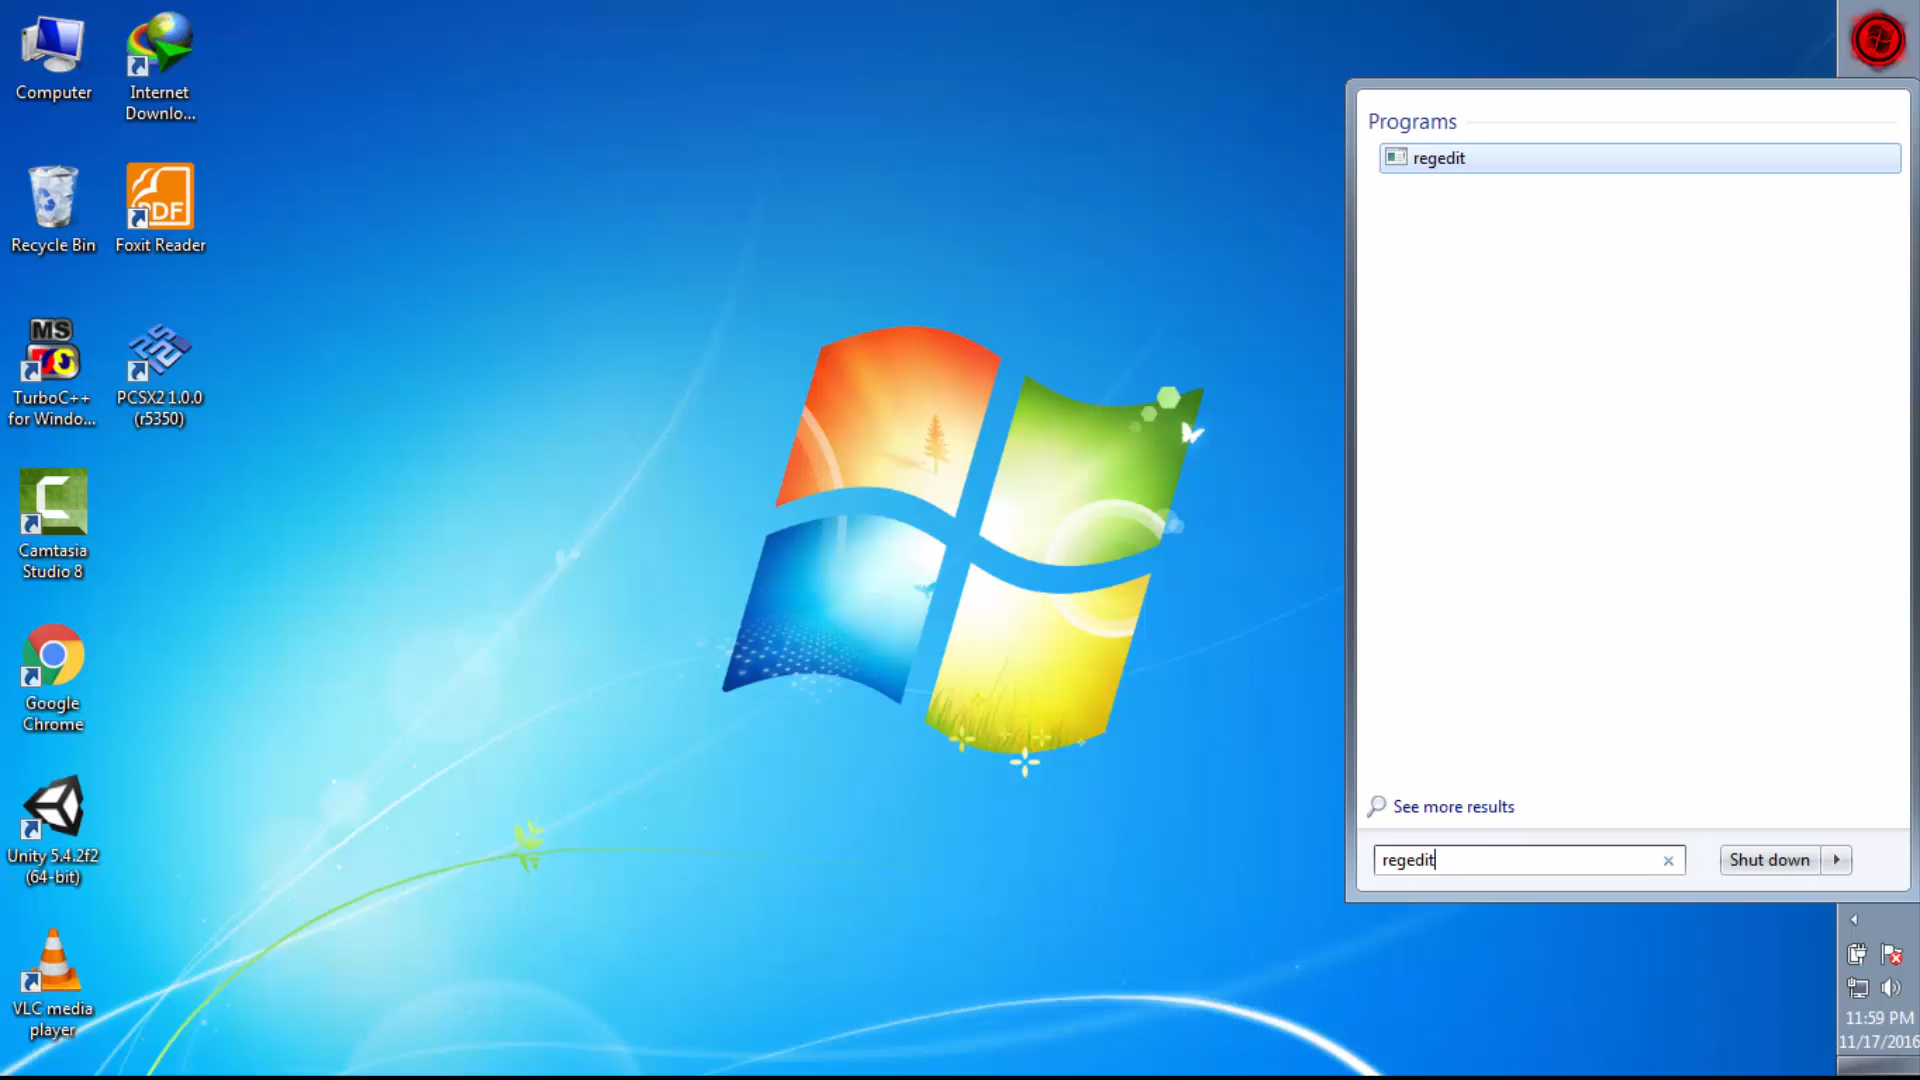 Computer
Internet
Downlo...
Recycle Bin
PDF
Foxit Reader
MS
TurboC++
for Windo...
PCSX2 1.0.0
(r5350)
Camtasia
Studio 8
Google
Chrome
Unity 5.4.2f2
(64-bit)
VLC media
player
Programs
regedit
See more results
regedit
Shut down
11:59 PM
11/17/2016